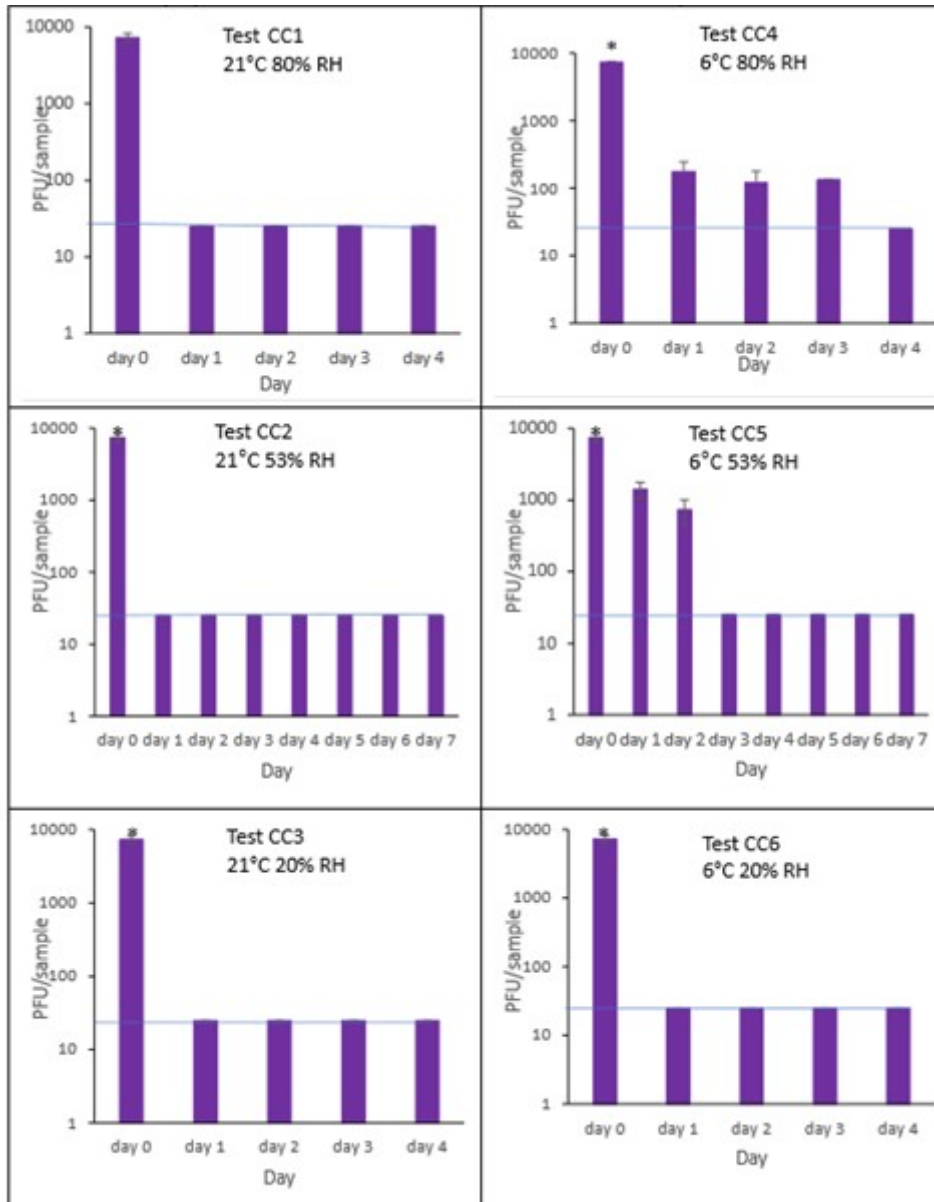 Test CC1
21°C 80% RH
PFU/sample
10000
1000
100
10
1
day 0 day 1 day 2 day 3 day 4
Day
Test CC4
6°C 80% RH
*
PFU/sample
10000
1000
100
10
1
day 0 day 1 day 2 day 3 day 4
Day
Test CC2
21°C 53% RH
*
PFU/sample
10000
1000
100
10
1
day 0 day 1 day 2 day 3 day 4 day 5 day 6 day 7
Day
Test CC5
6°C 53% RH
*
PFU/sample
10000
1000
100
10
1
day 0 day 1 day 2 day 3 day 4 day 5 day 6 day 7
Day
Test CC3
21°C 20% RH
*
PFU/sample
10000
1000
100
10
1
day 0 day 1 day 2 day 3 day 4
Day
Test CC6
6°C 20% RH
*
PFU/sample
10000
1000
100
10
1
day 0 day 1 day 2 day 3 day 4
Day